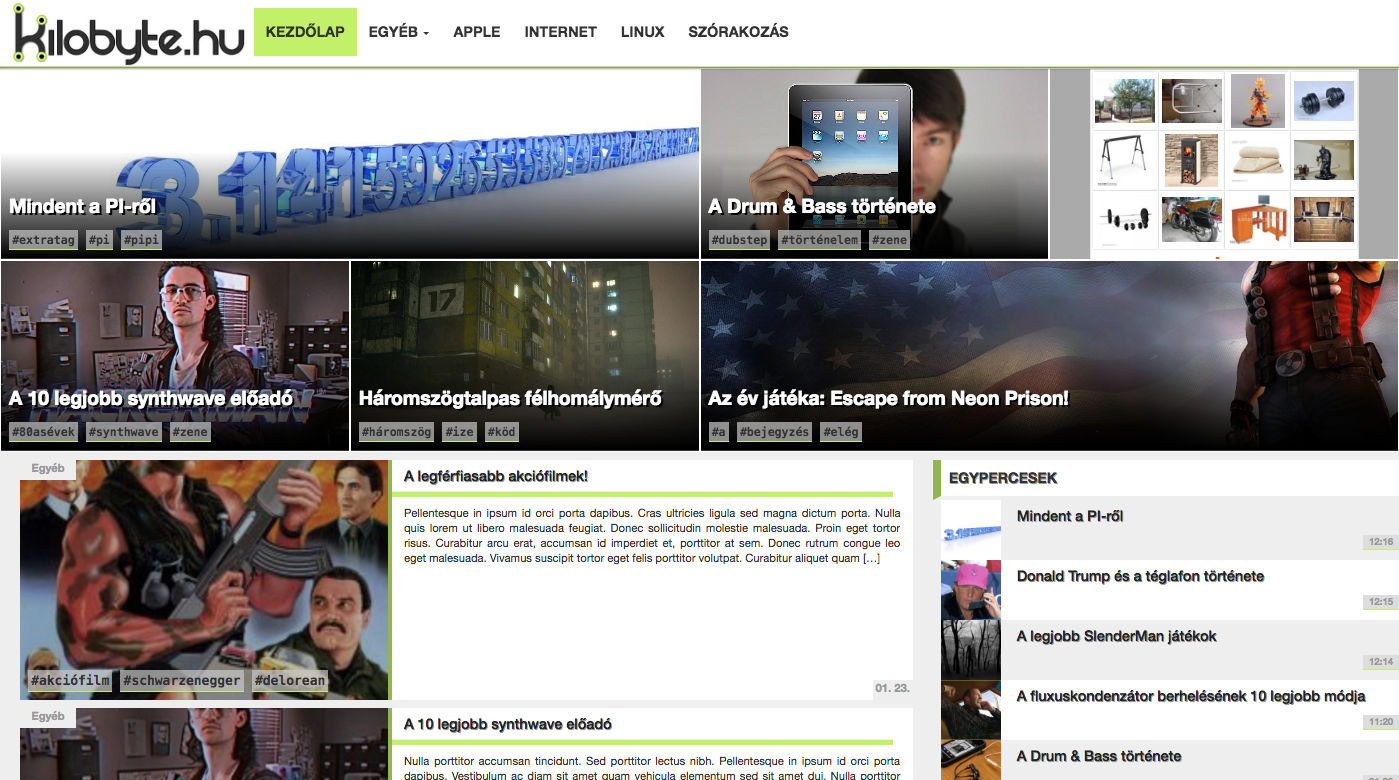 kilobyte.hu KEZDŐLAP EGYÉB APPLE INTERNET LINUX SZÓRAKOZÁS
3.14159265
Mindent a PI-ről
#extratag #pi #pipi
A Drum & Bass története
#dubstep #történelem #zene
A 10 legjobb synthwave előadó
#80asévek #synthwave #zene
17
Háromszögtalpas félhomálymérő
#háromszög #ize #köd
Az év játéka: Escape from Neon Prison!
#a #bejegyzés #elég
Egyéb
#akciófilm #schwarzenegger #delorean
A legférfiasabb akciófilmek!
Pellentesque in ipsum id orci porta dapibus. Cras ultricies ligula sed magna dictum porta. Nulla
quis lorem ut libero malesuada feugiat. Donec sollicitudin molestie malesuada. Proin eget tortor
risus. Curabitur arcu erat, accumsan id imperdiet et, porttitor at sem. Donec rutrum congue leo
eget malesuada. Vivamus suscipit tortor eget felis porttitor volutpat. Curabitur aliquet quam […]
01. 23.
Egyéb
A 10 legjobb synthwave előadó
Nulla porttitor accumsan tincidunt. Sed porttitor lectus nibh. Pellentesque in ipsum id orci porta
dapibus. Vestibulum ac diam sit amet quam vehicula elementum sed sit amet dui. Nulla porttitor
EGYPERCESEK
Mindent a PI-ről
12:16
Donald Trump és a téglafon története
12:15
A legjobb SlenderMan játékok
12:14
A fluxuskondenzátor berhelésének 10 legjobb módja
11:20
A Drum & Bass története